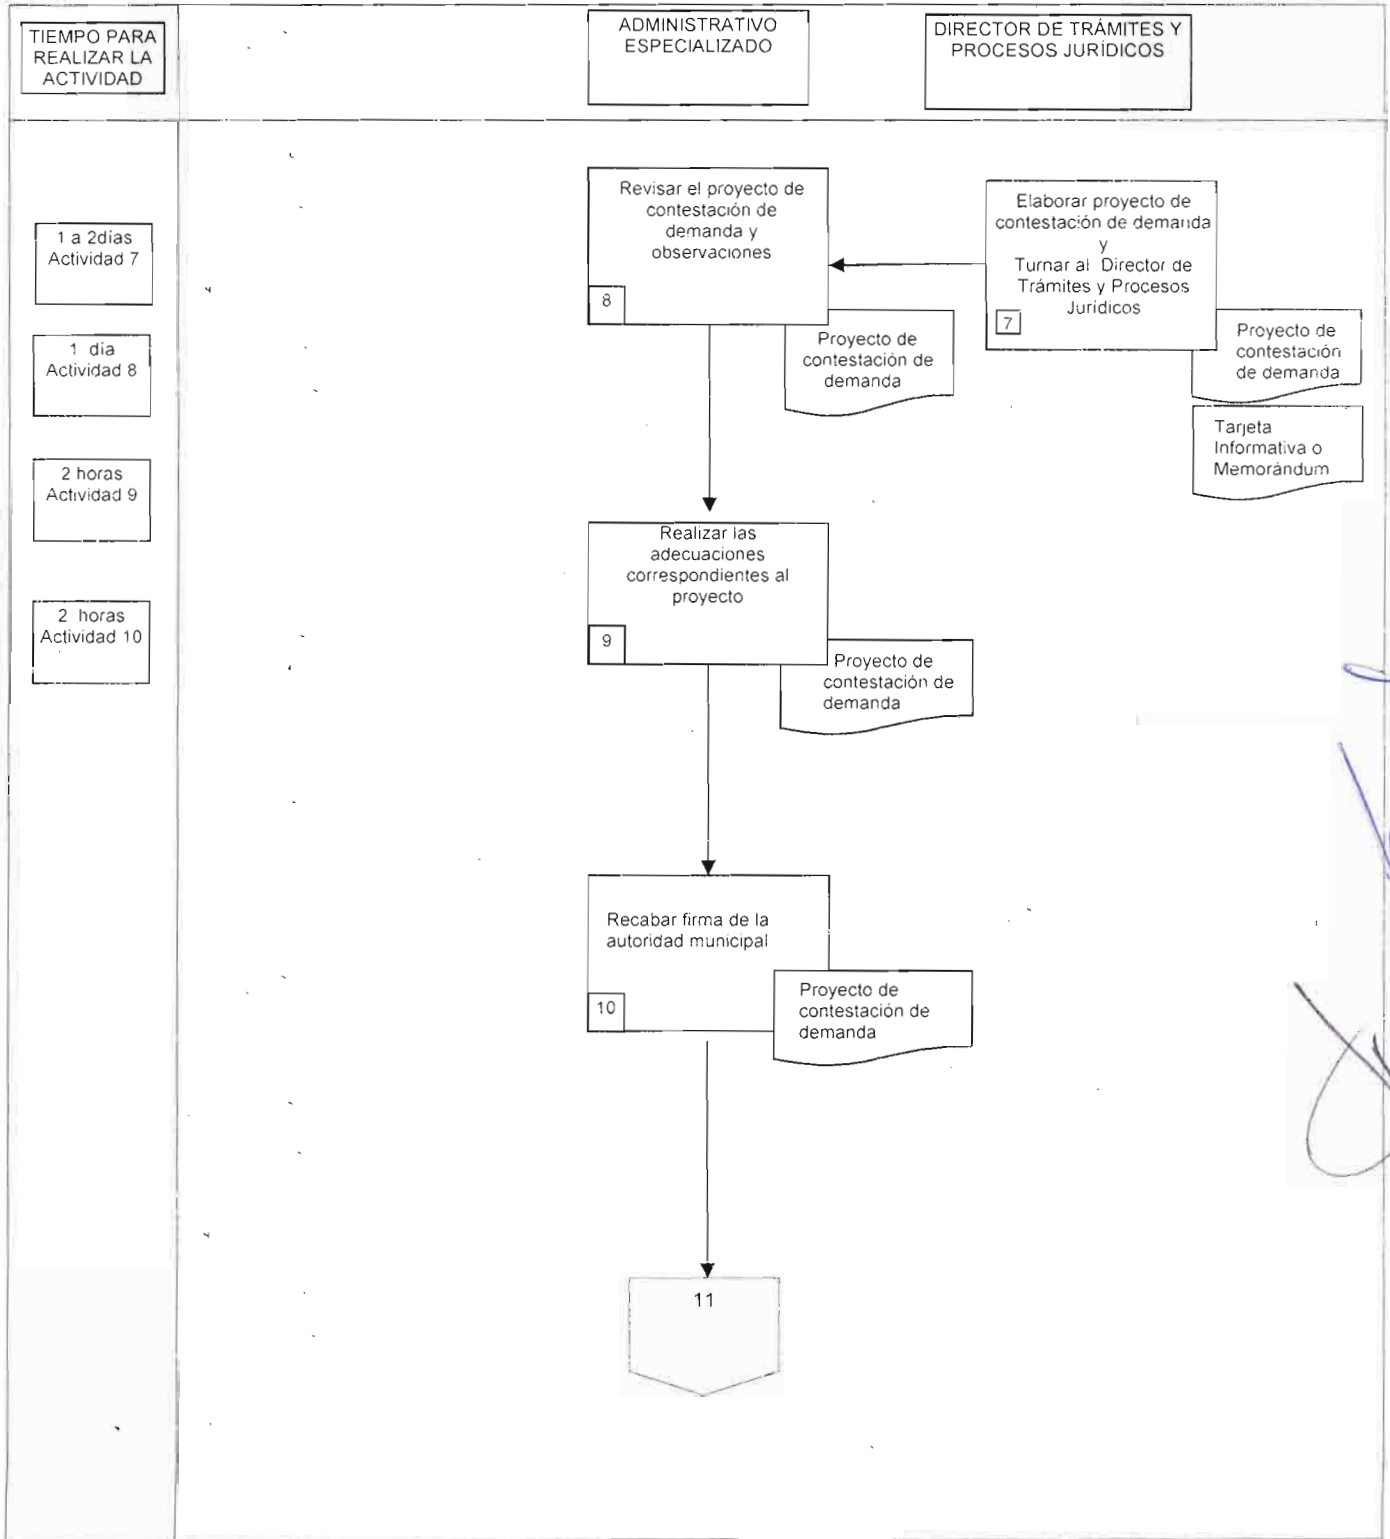 TIEMPO PARA
REALIZAR LA
ACTIVIDAD
ADMINISTRATIVO
ESPECIALIZADO
DIRECTOR DE TRÁMITES Y
PROCESOS JURÍDICOS
1 a 2días
Actividad 7
1 día
Actividad 8
2 horas
Actividad 9
2 horas
Actividad 10
Elaborar proyecto de
contestación de demanda
y
Turnar al Director de
Trámites y Procesos
Jurídicos
7
Proyecto de
contestación
de demanda
Tarjeta
Informativa o
Memorándum
Revisar el proyecto de
contestación de
demanda y
observaciones
8
Proyecto de
contestación de
demanda
Realizar las
adecuaciones
correspondientes al
proyecto
9
Proyecto de
contestación de
demanda
Recabar firma de la
autoridad municipal
10
Proyecto de
contestación de
demanda
11